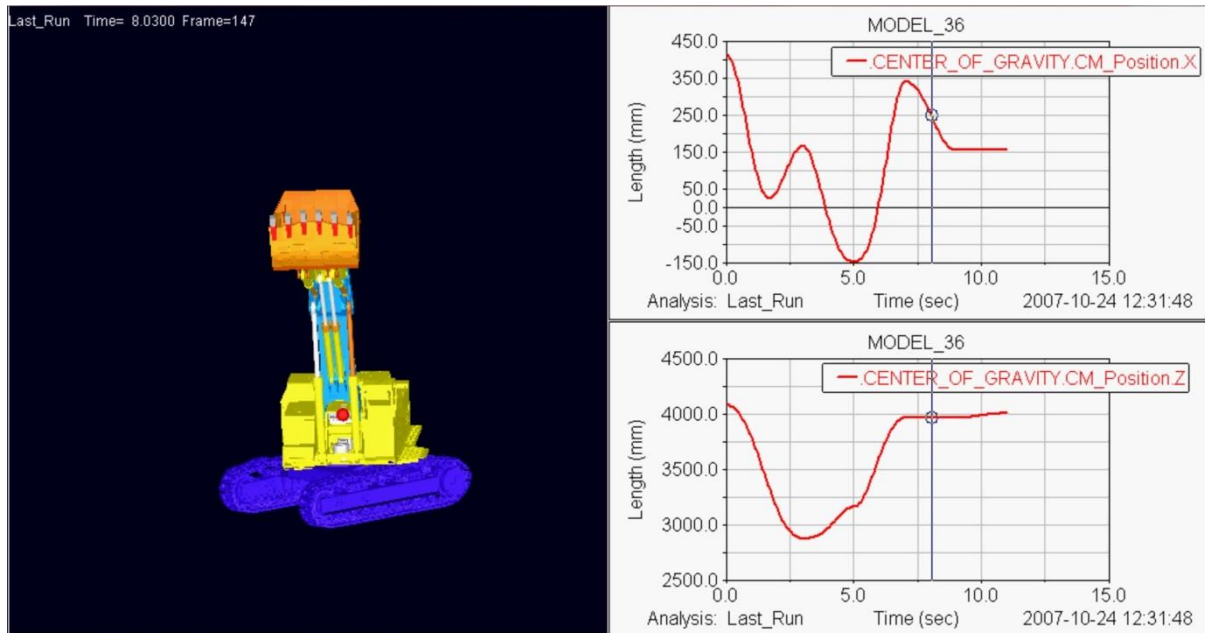 Last_Run Time= 8.0300 Frame=147
MODEL_36
.CENTER_OF_GRAVITY.CM_Position.X
Length (mm)
450.0
350.0
250.0
150.0
50.0
0.0
-50.0
-150.0
0.0 5.0 10.0 15.0
Analysis: Last_Run Time (sec) 2007-10-24 12:31:48
MODEL_36
.CENTER_OF_GRAVITY.CM_Position.Z
Length (mm)
4500.0
4000.0
3500.0
3000.0
2500.0
0.0 5.0 10.0 15.0
Analysis: Last_Run Time (sec) 2007-10-24 12:31:48